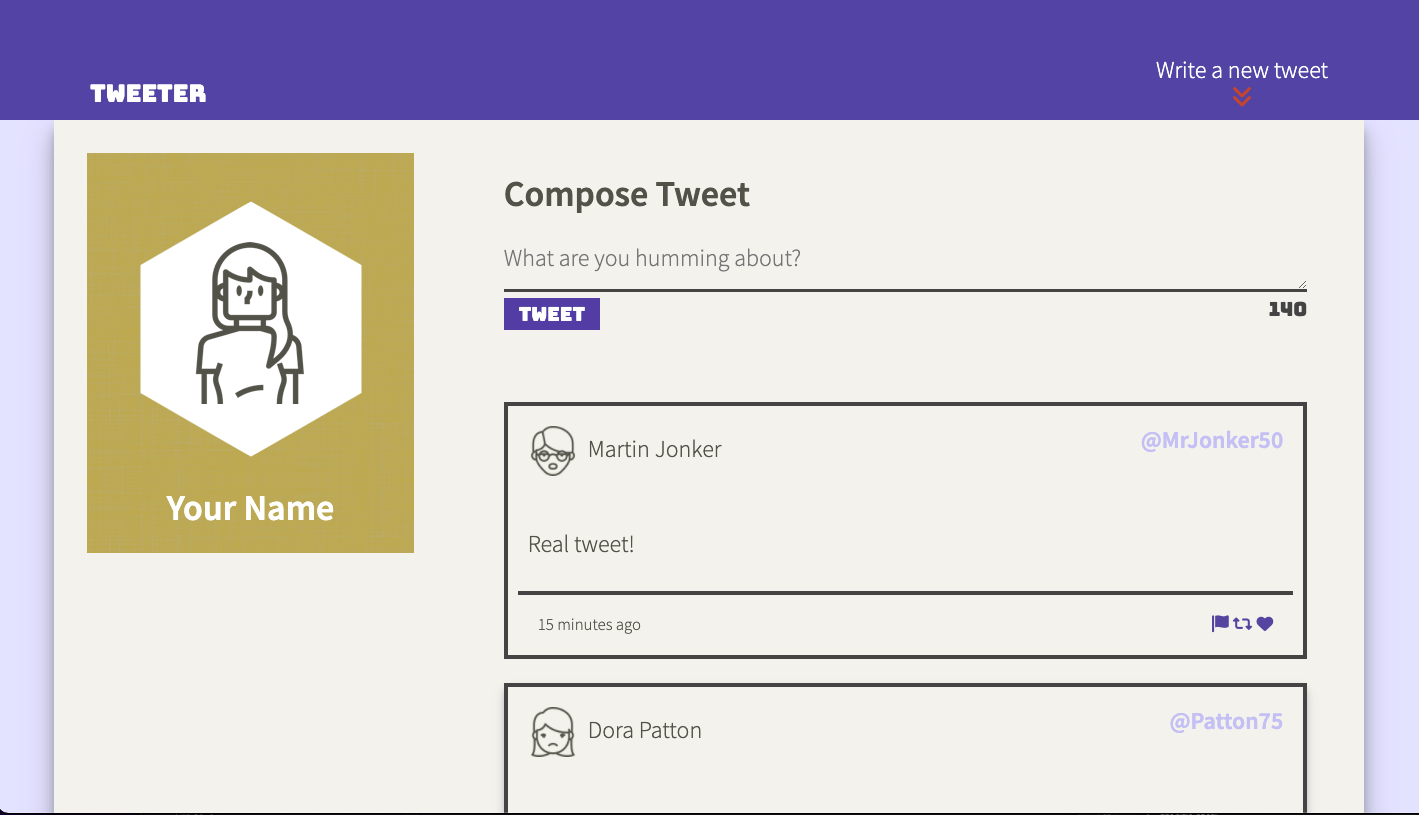 TWEETER
Write a new tweet
Your Name
Compose Tweet
What are you humming about?
TWEET
140
Martin Jonker
@MrJonker50
Real tweet!
15 minutes ago
Dora Patton
@Patton75